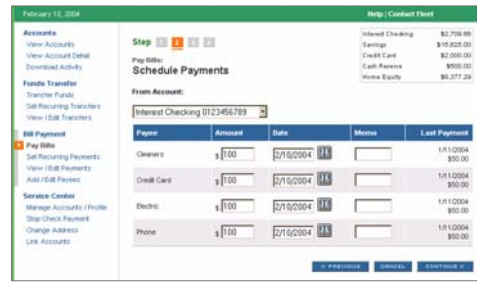 February 10, 2004
Help | Contact Fleet
Accounts
View Accounts
View Account Detail
Download Activity
Funds Transfer
Transfer Funds
Set Recurring Transfers
View / Edit Transfers
Bill Payment
Pay Bills
Set Recurring Payments
View / Edit Payments
Add / Edit Payees
Service Center
Manage Accounts / Profile
Stop Check Payment
Change Address
Link Accounts
Step 1 2 3 4
Pay Bills:
Schedule Payments
Interest Checking $2,709.66
Savings $15,625.00
Credit Card $2,000.00
Cash Reserve $500.00
Home Equity $6,377.29
From Account:
Interest Checking 0123456789
Payee Amount Date Memo Last Payment
Cleaners $ 100 2/10/2004 1/11/2004
$50.00
Credit Card $ 100 2/10/2004 1/11/2004
$50.00
Electric $ 100 2/10/2004 1/11/2004
$50.00
Phone $ 100 2/10/2004 1/11/2004
$50.00
« PREVIOUS CANCEL CONTINUE »